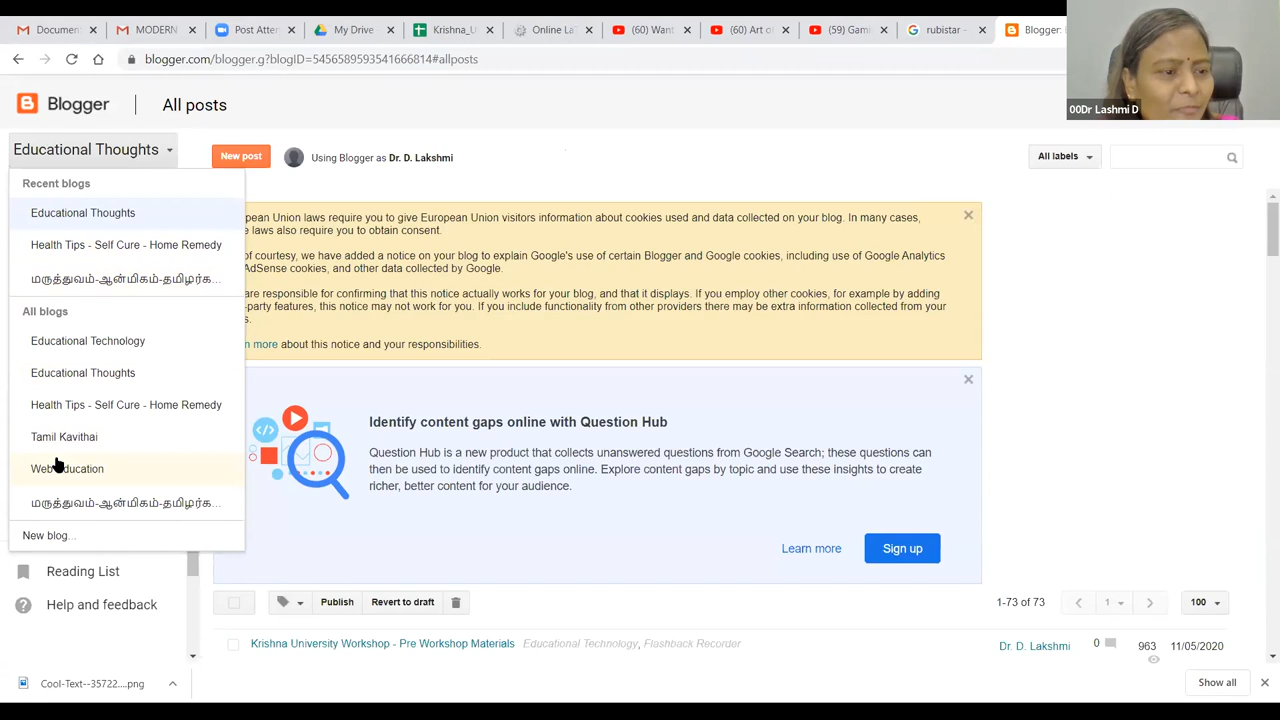 Document
MODERN
Post Atten
My Drive
Krishna_U
Online La
(60) Want
(60) Art o
(59) Gami
rubistar -
Blogger:
blogger.com/blogger.g?blogID=5456589593541666814#allposts
00Dr Lashmi D
Blogger
All posts
Educational Thoughts
New post
Using Blogger as Dr. D. Lakshmi
All labels
Recent blogs
Educational Thoughts
Health Tips - Self Cure - Home Remedy
மருத்துவம்-ஆன்மிகம்-தமிழர்க...
All blogs
Educational Technology
Educational Thoughts
Health Tips - Self Cure - Home Remedy
Tamil Kavithai
Web Education
மருத்துவம்-ஆன்மிகம்-தமிழர்க...
New blog...
Reading List
Help and feedback
pean Union laws require you to give European Union visitors information about cookies used and data collected on your blog. In many cases,
e laws also require you to obtain consent.
of courtesy, we have added a notice on your blog to explain Google's use of certain Blogger and Google cookies, including use of Google Analytics
AdSense cookies, and other data collected by Google.
are responsible for confirming that this notice actually works for your blog, and that it displays. If you employ other cookies, for example by adding
-party features, this notice may not work for you. If you include functionality from other providers there may be extra information collected from your
s.
n more about this notice and your responsibilities.
Identify content gaps online with Question Hub
Question Hub is a new product that collects unanswered questions from Google Search; these questions can
then be used to identify content gaps online. Explore content gaps by topic and use these insights to create
richer, better content for your audience.
Learn more
Sign up
Publish
Revert to draft
1-73 of 73
1
100
Krishna University Workshop - Pre Workshop Materials
Educational Technology, Flashback Recorder
Dr. D. Lakshmi
0
963
11/05/2020
Cool-Text--35722....png
Show all